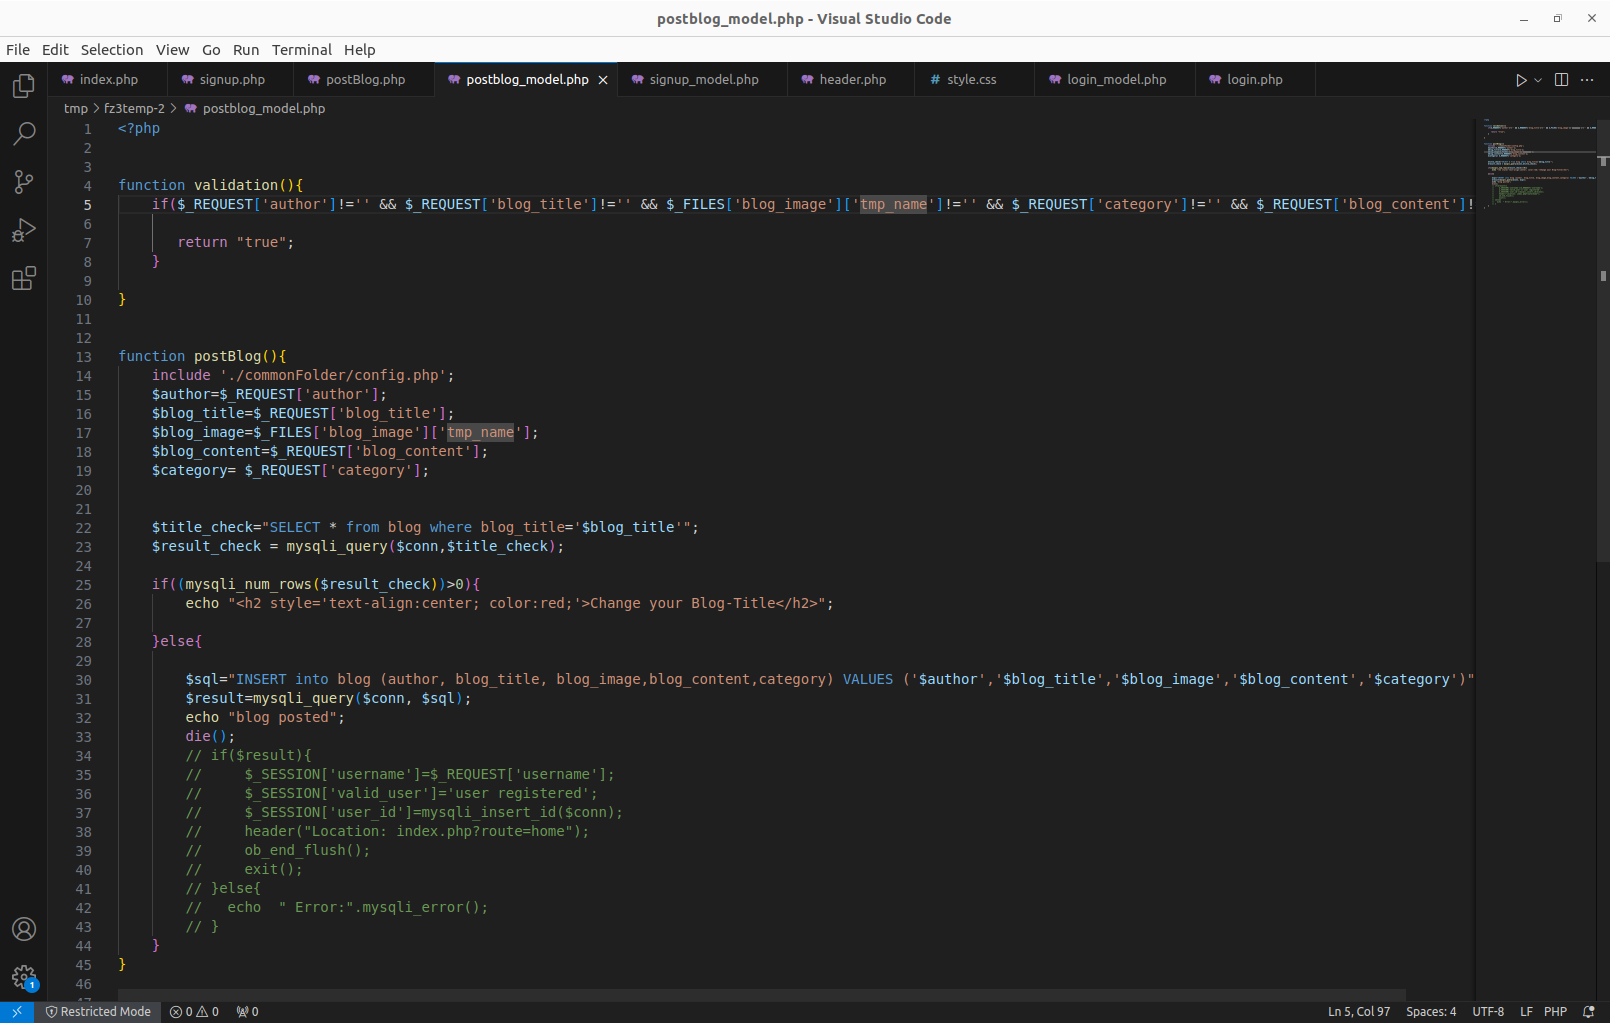 postblog_model.php - Visual Studio Code
File Edit Selection View Go Run Terminal Help
index.php signup.php postBlog.php postblog_model.php signup_model.php header.php # style.css login_model.php login.php
tmp > fz3temp-2 > postblog_model.php
1 <?php
2
3
4 function validation(){
5 if($_REQUEST['author']!='' && $_REQUEST['blog_title']!='' && $_FILES['blog_image']['tmp_name']!='' && $_REQUEST['category']!='' && $_REQUEST['blog_content']!
6
7 return "true";
8 }
9
10 }
11
12
13 function postBlog(){
14 include './commonFolder/config.php';
15 $author=$_REQUEST['author'];
16 $blog_title=$_REQUEST['blog_title'];
17 $blog_image=$_FILES['blog_image']['tmp_name'];
18 $blog_content=$_REQUEST['blog_content'];
19 $category= $_REQUEST['category'];
20
21
22 $title_check="SELECT * from blog where blog_title='$blog_title'";
23 $result_check = mysqli_query($conn,$title_check);
24
25 if((mysqli_num_rows($result_check))>0){
26 echo "<h2 style='text-align:center; color:red;'>Change your Blog-Title</h2>";
27
28 }else{
29
30 $sql="INSERT into blog (author, blog_title, blog_image,blog_content,category) VALUES ('$author','$blog_title','$blog_image','$blog_content','$category')"
31 $result=mysqli_query($conn, $sql);
32 echo "blog posted";
33 die();
34 // if($result){
35 //     $_SESSION['username']=$_REQUEST['username'];
36 //     $_SESSION['valid_user']='user registered';
37 //     $_SESSION['user_id']=mysqli_insert_id($conn);
38 //     header("Location: index.php?route=home");
39 //     ob_end_flush();
40 //     exit();
41 // }else{
42 //   echo  " Error:".mysqli_error();
43 // }
44 }
45 }
46
1
Restricted Mode 0 0 0 Ln 5, Col 97 Spaces: 4 UTF-8 LF PHP